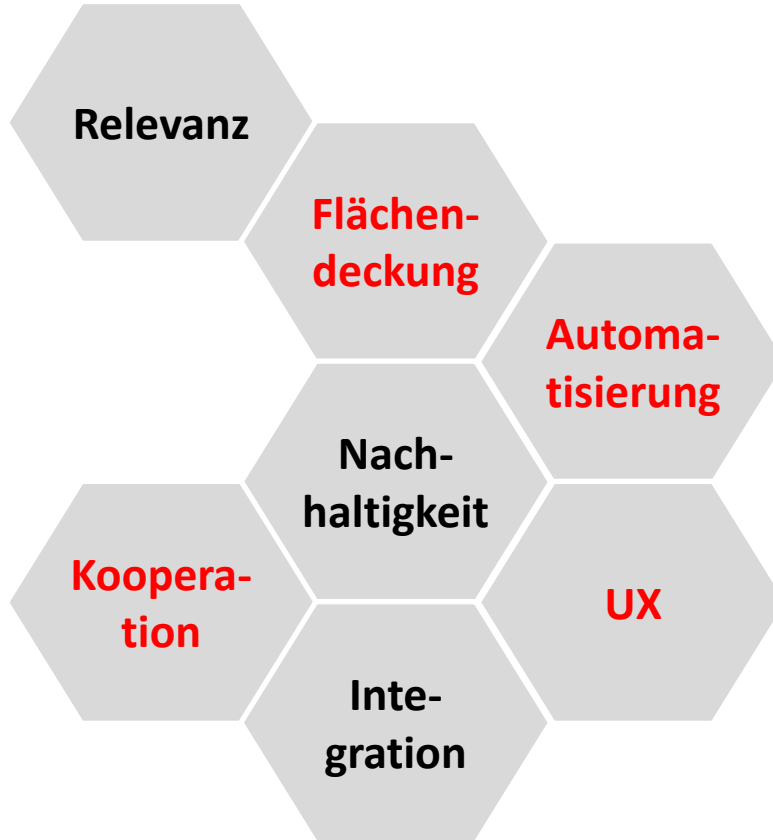 Relevanz
Flächen-
deckung
Automa-
tisierung
Nach-
haltigkeit
Koopera-
tion
UX
Inte-
gration